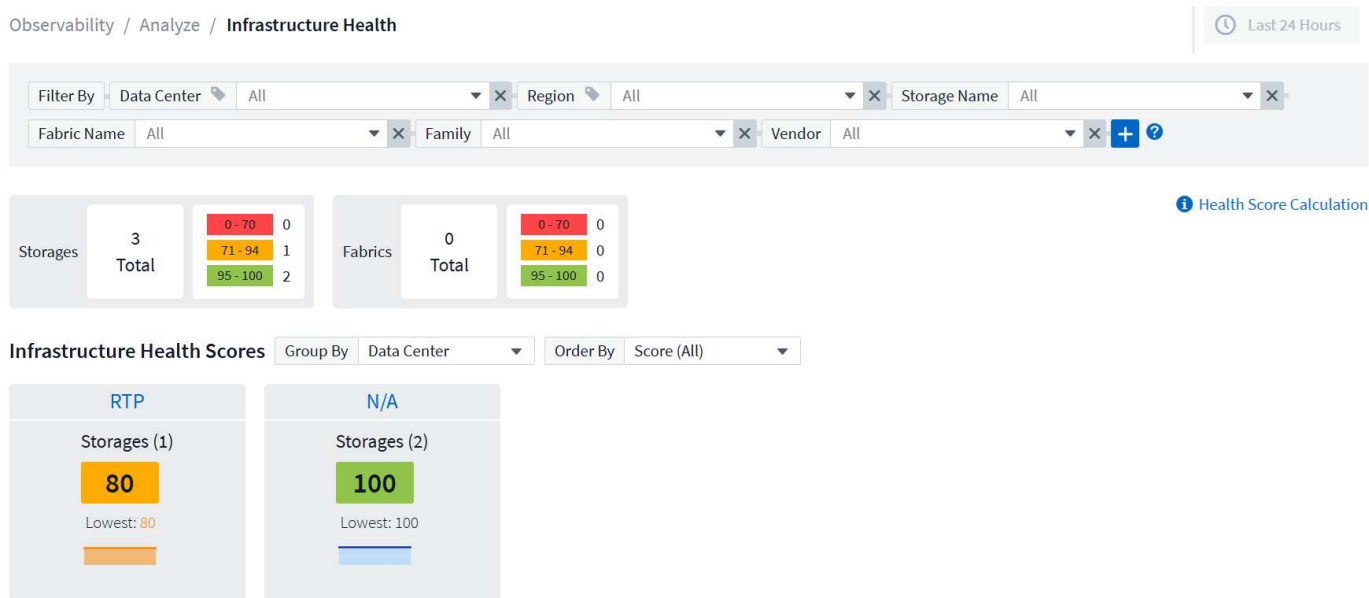 Observability / Analyze / Infrastructure Health
Last 24 Hours
Filter By Data Center All Region All Storage Name All
Fabric Name All Family All Vendor All
Health Score Calculation
Storages
3
Total
0 - 70 0
71 - 94 1
95 - 100 2
Fabrics
0
Total
0 - 70 0
71 - 94 0
95 - 100 0
Infrastructure Health Scores Group By Data Center Order By Score (All)
RTP
Storages (1)
80
Lowest: 80
N/A
Storages (2)
100
Lowest: 100